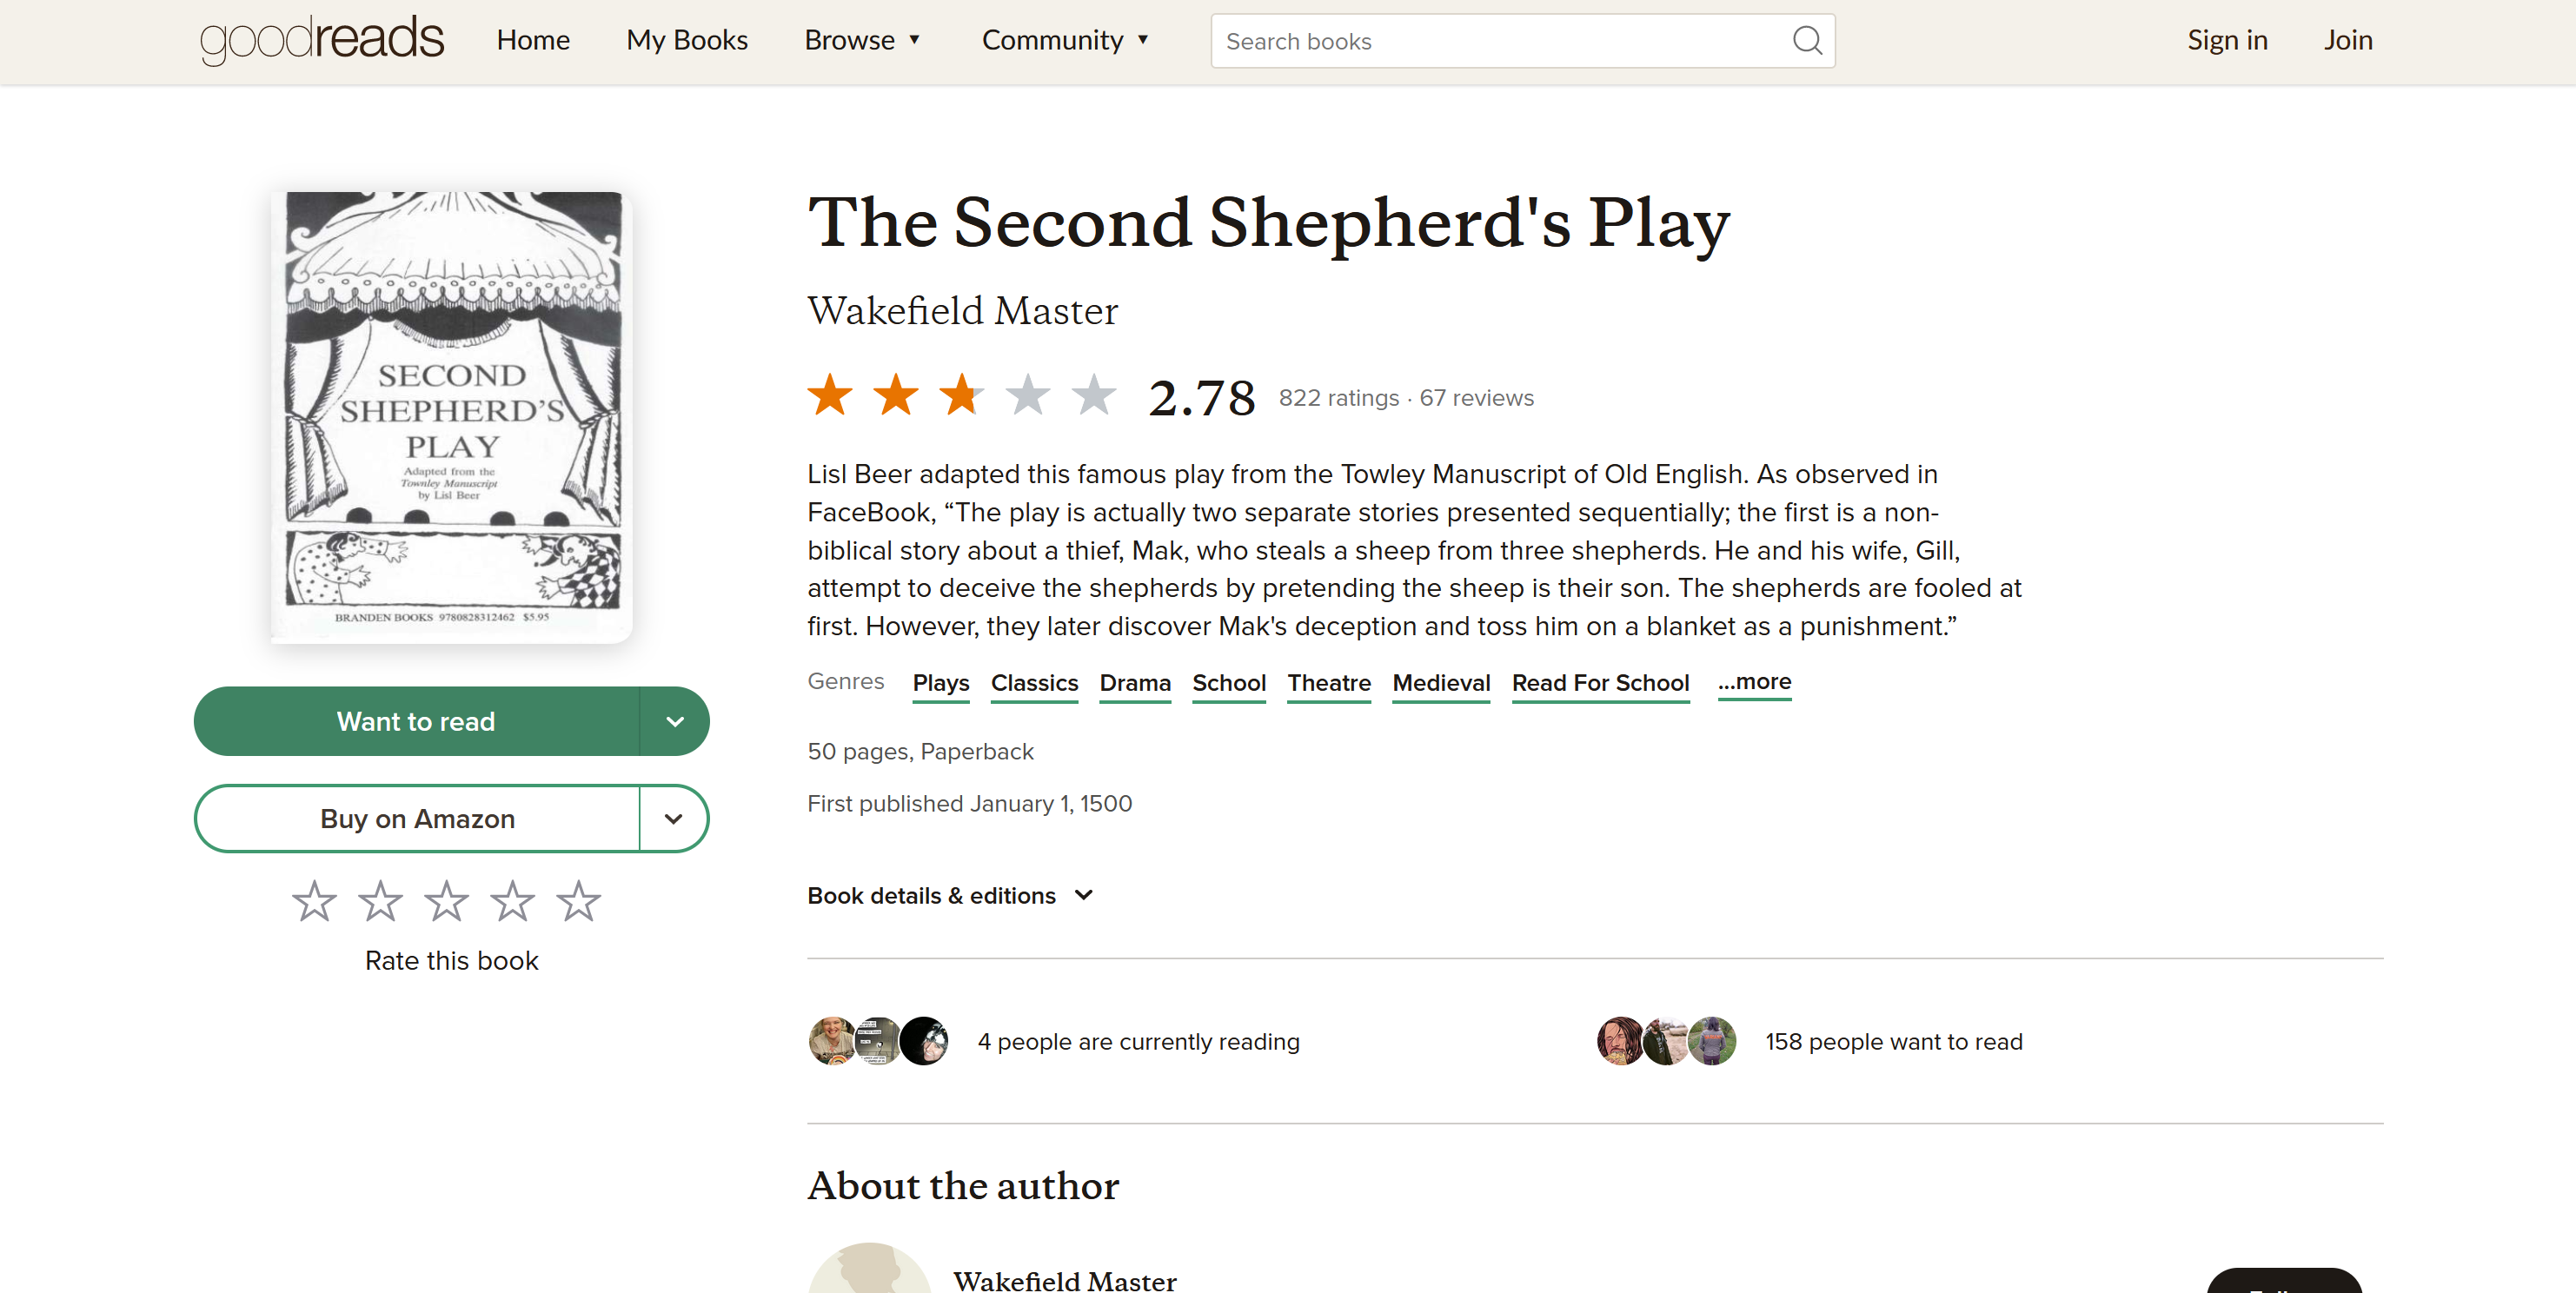 goodreads Home My Books Browse ▼ Community ▼ Search books Sign in Join
SECOND
SHEPHERD'S
PLAY
Adapted from the
Townley Manuscript
by Lisl Beer
BRANDEN BOOKS 9780828312462 $5.95
Want to read
Buy on Amazon
Rate this book
The Second Shepherd's Play
Wakefield Master
2.78 822 ratings · 67 reviews
Lisl Beer adapted this famous play from the Towley Manuscript of Old English. As observed in
FaceBook, “The play is actually two separate stories presented sequentially; the first is a non-
biblical story about a thief, Mak, who steals a sheep from three shepherds. He and his wife, Gill,
attempt to deceive the shepherds by pretending the sheep is their son. The shepherds are fooled at
first. However, they later discover Mak's deception and toss him on a blanket as a punishment.”
Genres Plays Classics Drama School Theatre Medieval Read For School ...more
50 pages, Paperback
First published January 1, 1500
Book details & editions
4 people are currently reading 158 people want to read
About the author
Wakefield Master